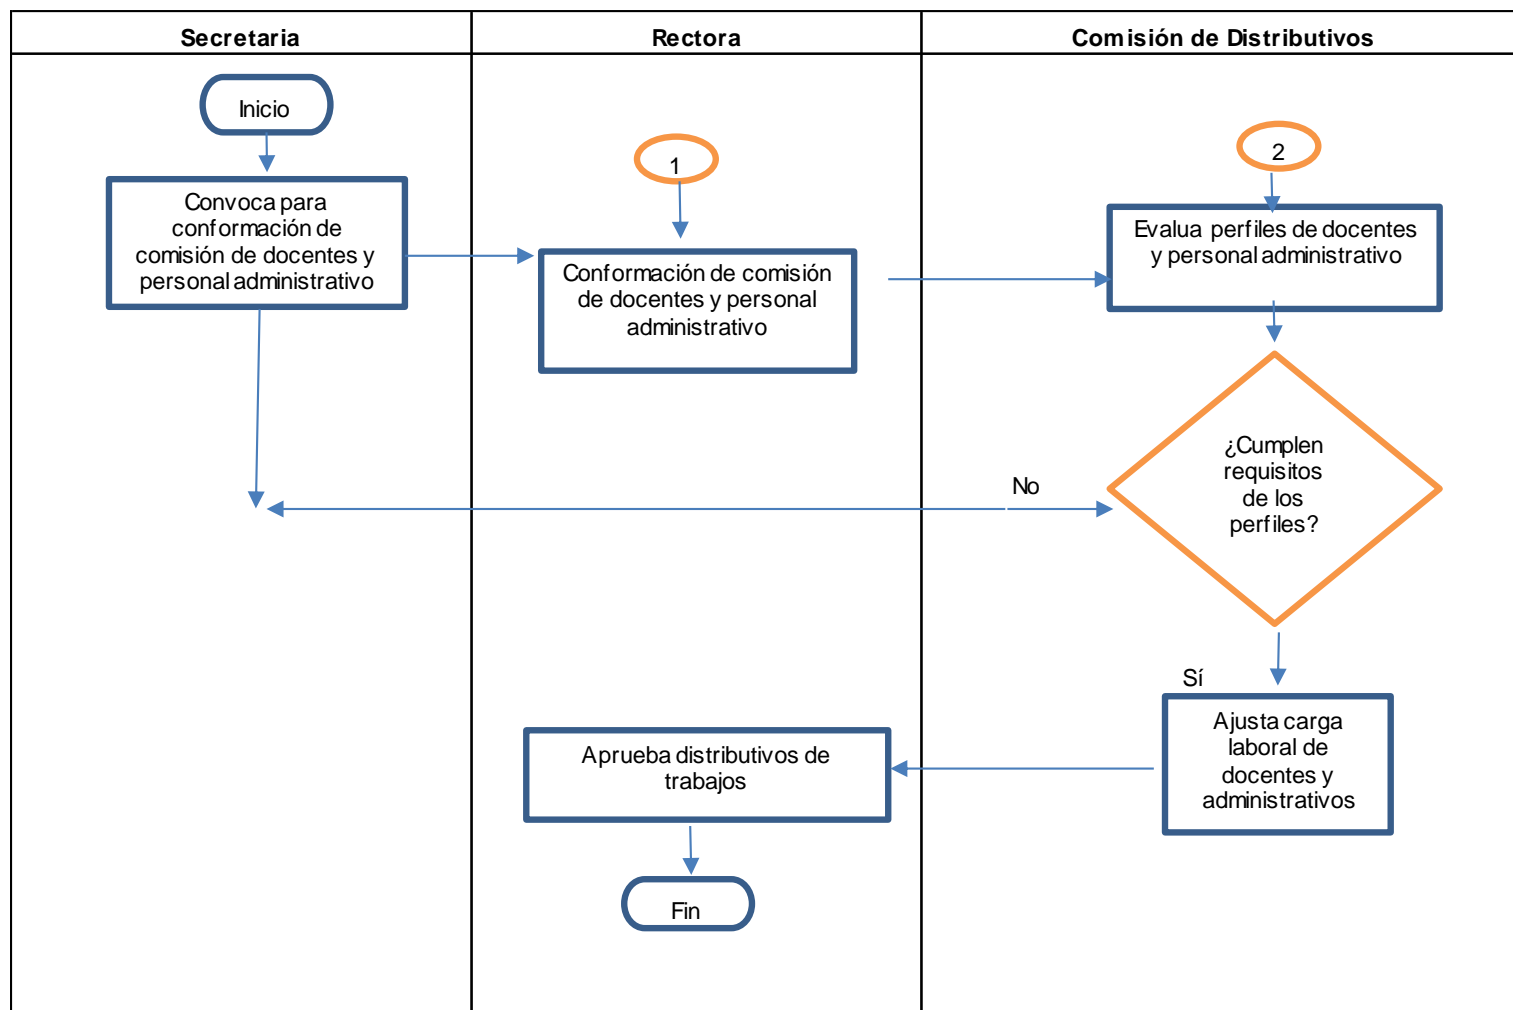 Secretaria
Rectora
Comisión de Distributivos
Inicio
Convoca para
conformación de
comisión de docentes y
personal administrativo
1
Conformación de comisión
de docentes y personal
administrativo
2
Evalua perfiles de docentes
y personal administrativo
¿Cumplen
requisitos
de los
perfiles?
No
Sí
Ajusta carga
laboral de
docentes y
administrativos
Aprueba distributivos de
trabajos
Fin